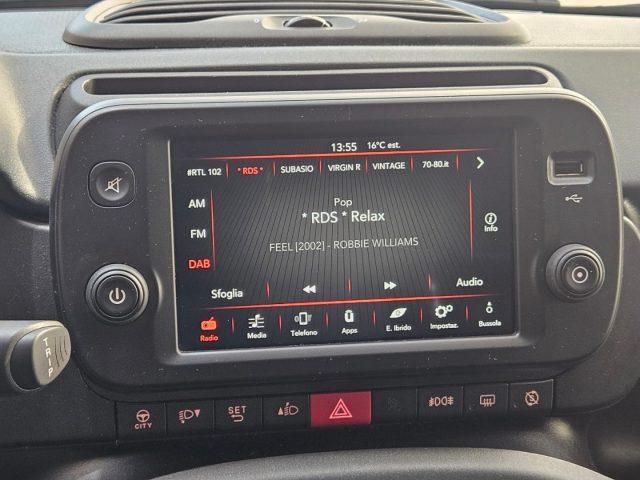 13:55 16°C est.
#RTL 102 * RDS * SUBASIO VIRGIN R VINTAGE 70-80.it
AM
Pop
* RDS * Relax
FM
Info
FEEL [2002] - ROBBIE WILLIAMS
DAB
Sfoglia Audio
Radio Media Telefono Apps E. Ibrido Impostaz. Bussola
TRIP
CITY SET